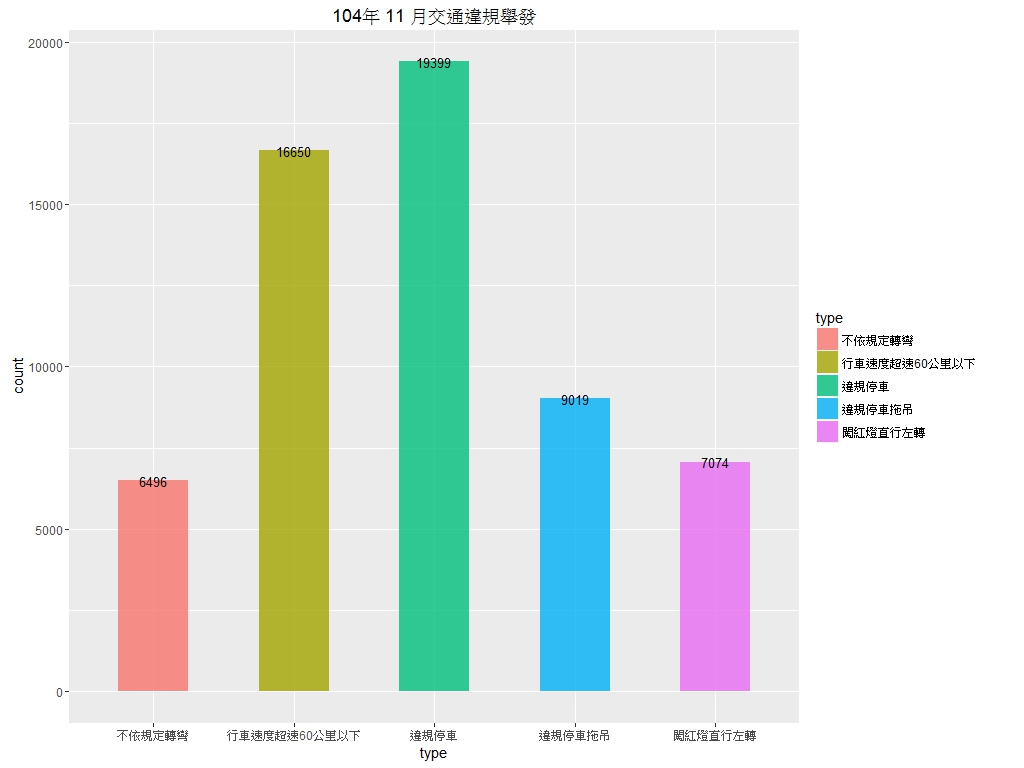 104年 11 月交通違規舉發
20000
15000
10000
5000
0
count
6496
16650
19399
9019
7074
不依規定轉彎
行車速度超速60公里以下
違規停車
違規停車拖吊
闖紅燈直行左轉
type
type
不依規定轉彎
行車速度超速60公里以下
違規停車
違規停車拖吊
闖紅燈直行左轉